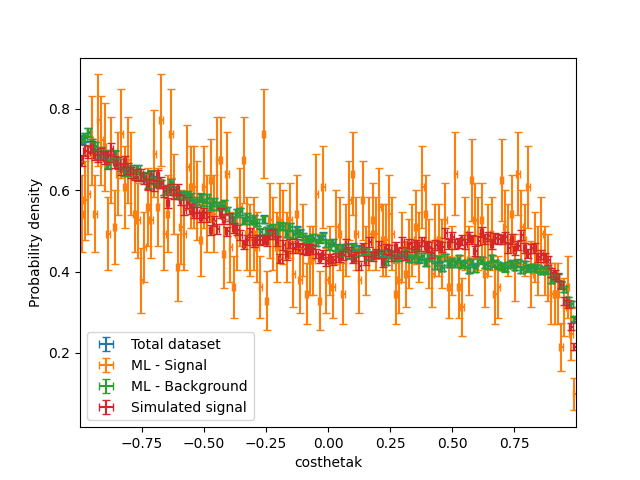 Probability density
0.8
0.6
0.4
0.2
Total dataset
ML - Signal
ML - Background
Simulated signal
−0.75 −0.50 −0.25 0.00 0.25 0.50 0.75
costhetak